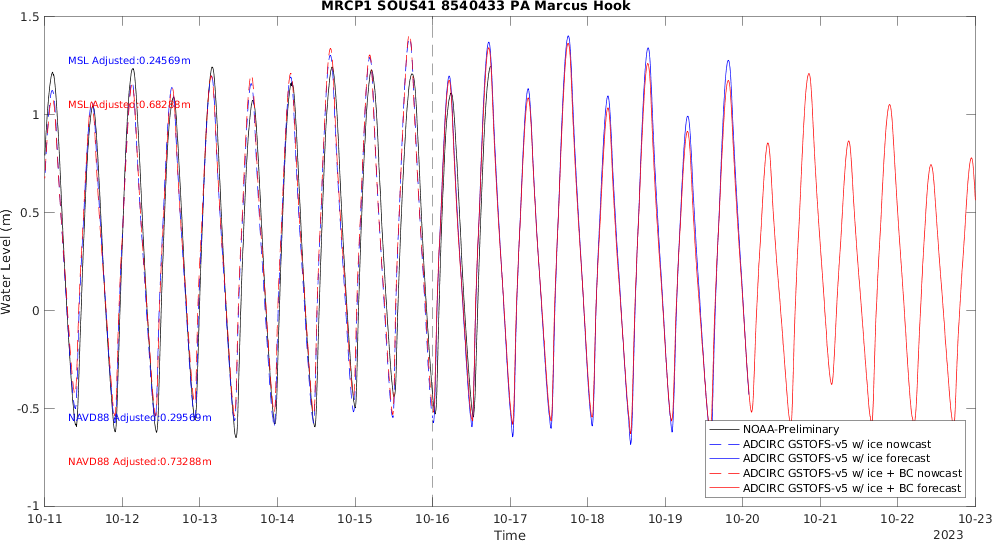 MRCP1 SOUS41 8540433 PA Marcus Hook
1.5
1
0.5
0
-0.5
-1
Water Level (m)
MSL Adjusted:0.24569m
MSL Adjusted:0.68288m
NAVD88 Adjusted:0.29569m
NAVD88 Adjusted:0.73288m
NOAA-Preliminary
ADCIRC GSTOFS-v5 w/ ice nowcast
ADCIRC GSTOFS-v5 w/ ice forecast
ADCIRC GSTOFS-v5 w/ ice + BC nowcast
ADCIRC GSTOFS-v5 w/ ice + BC forecast
10-11 10-12 10-13 10-14 10-15 10-16 10-17 10-18 10-19 10-20 10-21 10-22 10-23
Time
2023